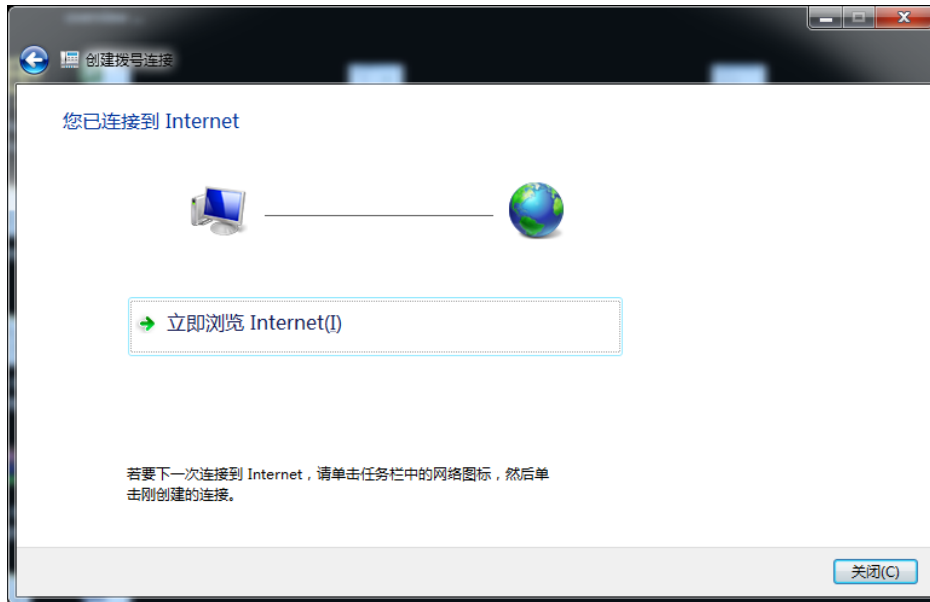 创建拨号连接
您已连接到 Internet
立即浏览 Internet(I)
若要下一次连接到 Internet，请单击任务栏中的网络图标，然后单
击刚创建的连接。
关闭(C)